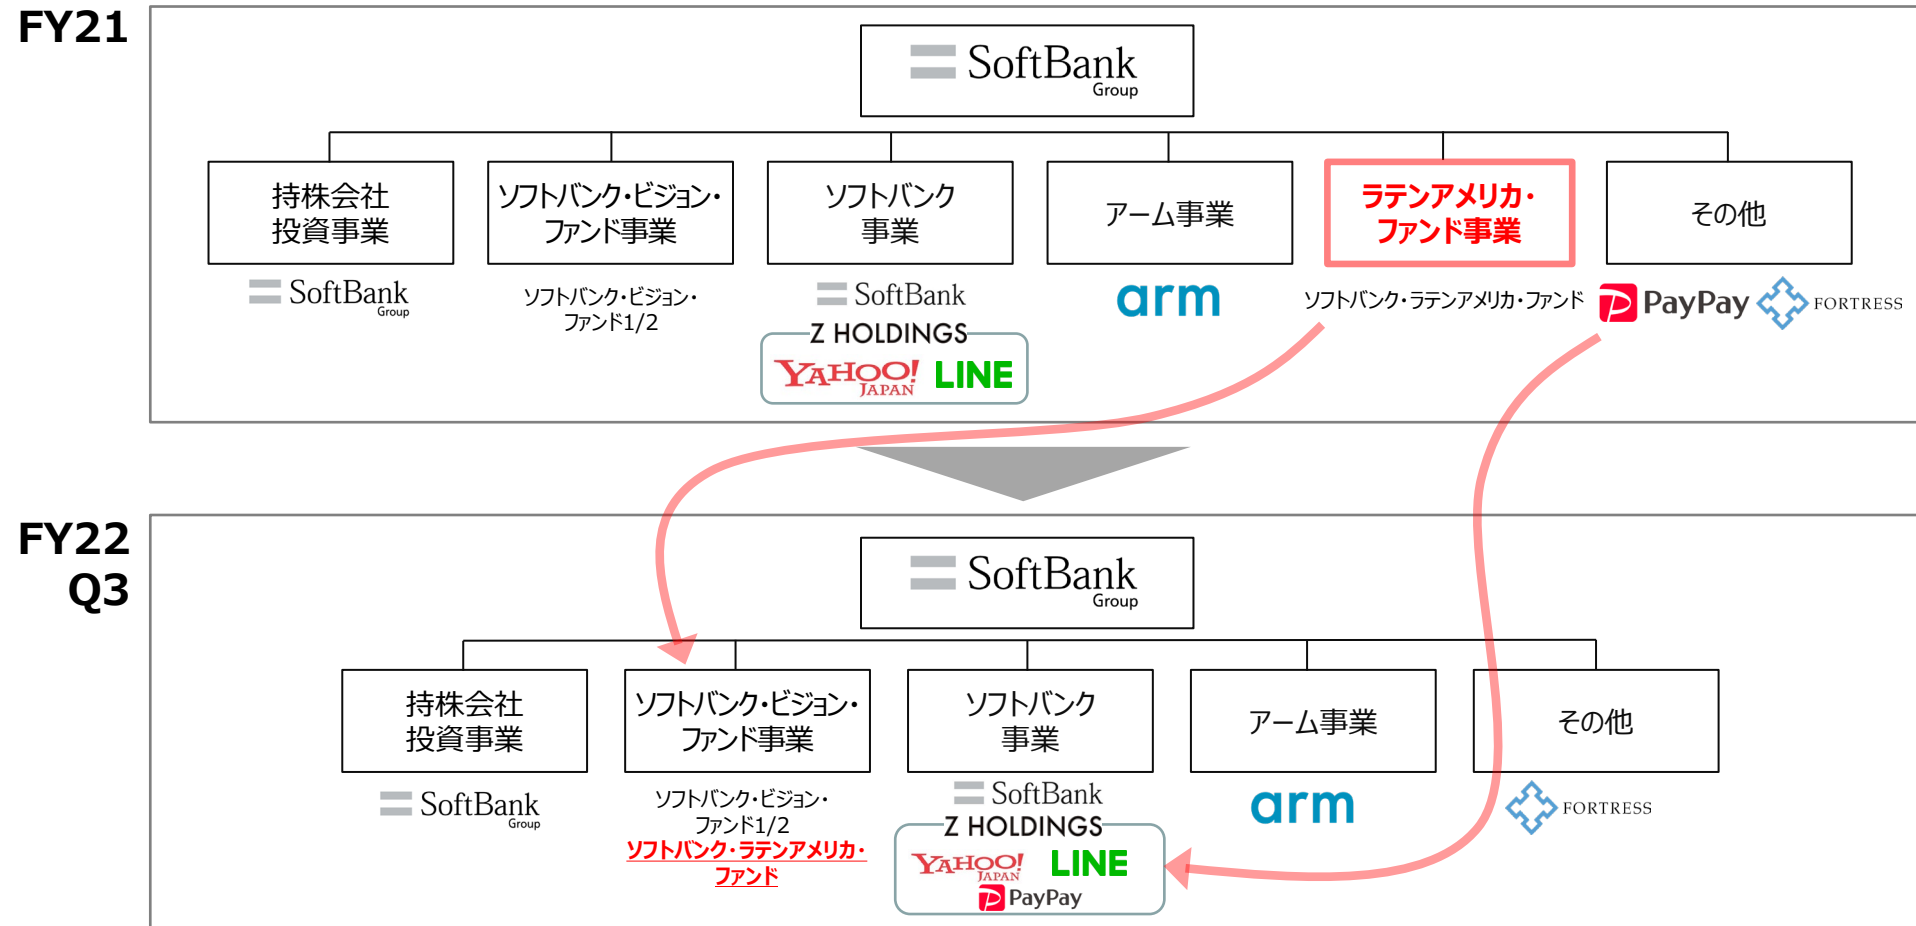 FY21
SoftBank
Group
持株会社
投資事業
ソフトバンク・ビジョン・
ファンド事業
ソフトバンク
事業
アーム事業
ラテンアメリカ・
ファンド事業
その他
SoftBank
Group
ソフトバンク・ビジョン・
ファンド1/2
SoftBank
Z HOLDINGS
YAHOO!
JAPAN
LINE
arm
ソフトバンク・ラテンアメリカ・ファンド
PayPay
FORTRESS
FY22
Q3
SoftBank
Group
持株会社
投資事業
ソフトバンク・ビジョン・
ファンド事業
ソフトバンク
事業
アーム事業
その他
SoftBank
Group
ソフトバンク・ビジョン・
ファンド1/2
ソフトバンク・ラテンアメリカ・
ファンド
SoftBank
Z HOLDINGS
YAHOO!
JAPAN
LINE
PayPay
arm
FORTRESS